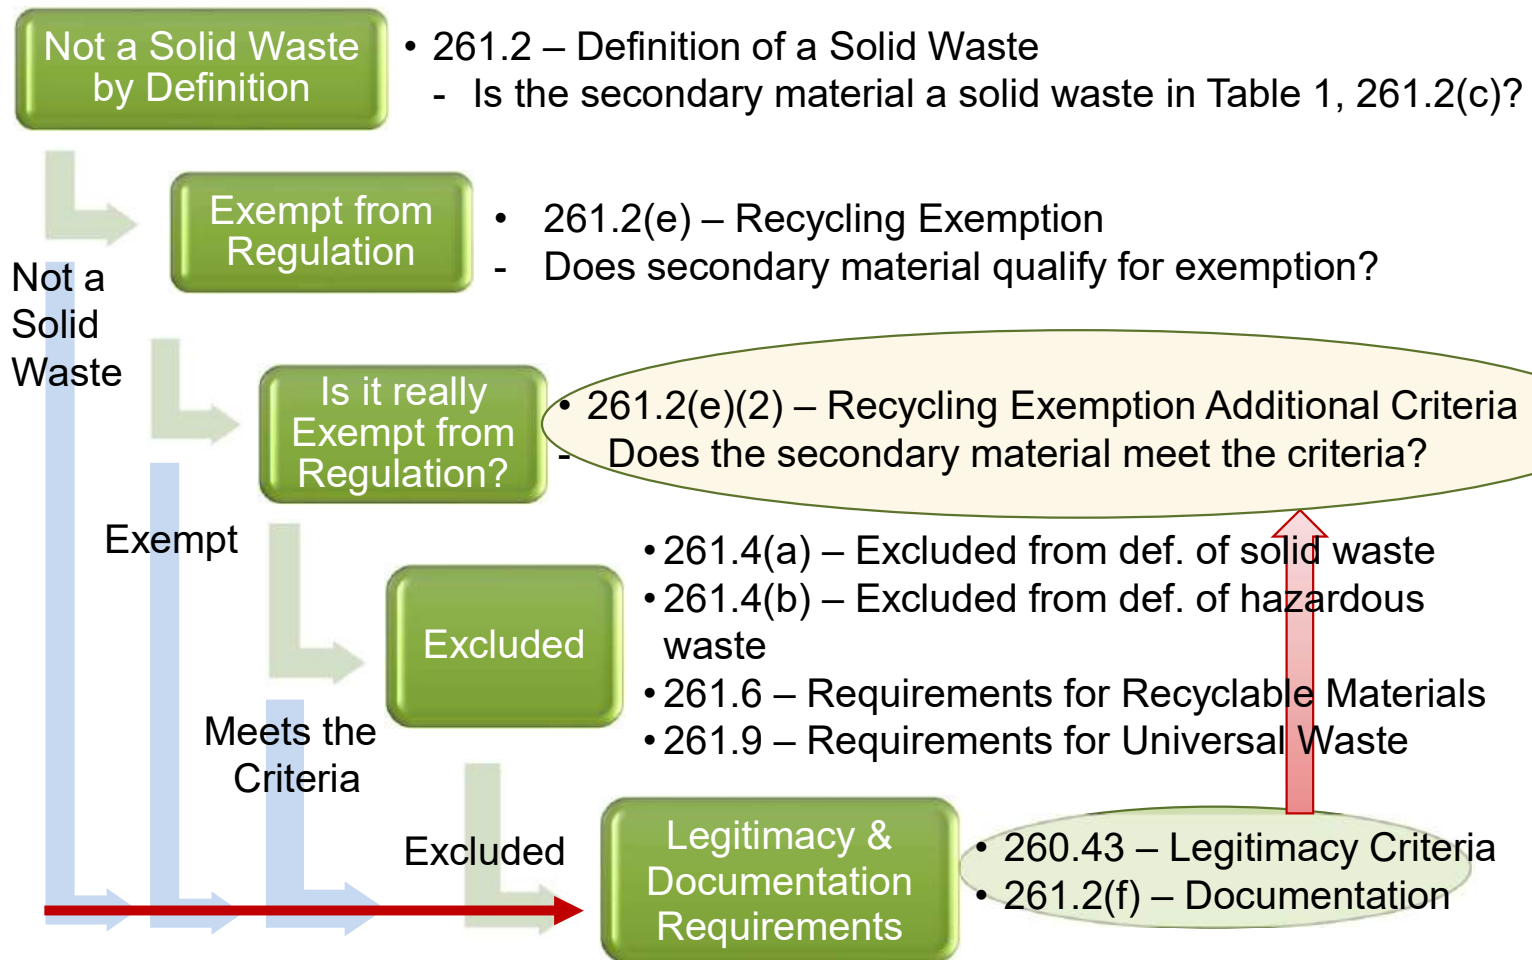 Not a Solid Waste
by Definition
• 261.2 – Definition of a Solid Waste
- Is the secondary material a solid waste in Table 1, 261.2(c)?
Exempt from
Regulation
• 261.2(e) – Recycling Exemption
- Does secondary material qualify for exemption?
Not a
Solid
Waste
Is it really
Exempt from
Regulation?
• 261.2(e)(2) – Recycling Exemption Additional Criteria
- Does the secondary material meet the criteria?
Exempt
Excluded
• 261.4(a) – Excluded from def. of solid waste
• 261.4(b) – Excluded from def. of hazardous
waste
• 261.6 – Requirements for Recyclable Materials
• 261.9 – Requirements for Universal Waste
Meets the
Criteria
Excluded
Legitimacy &
Documentation
Requirements
• 260.43 – Legitimacy Criteria
• 261.2(f) – Documentation